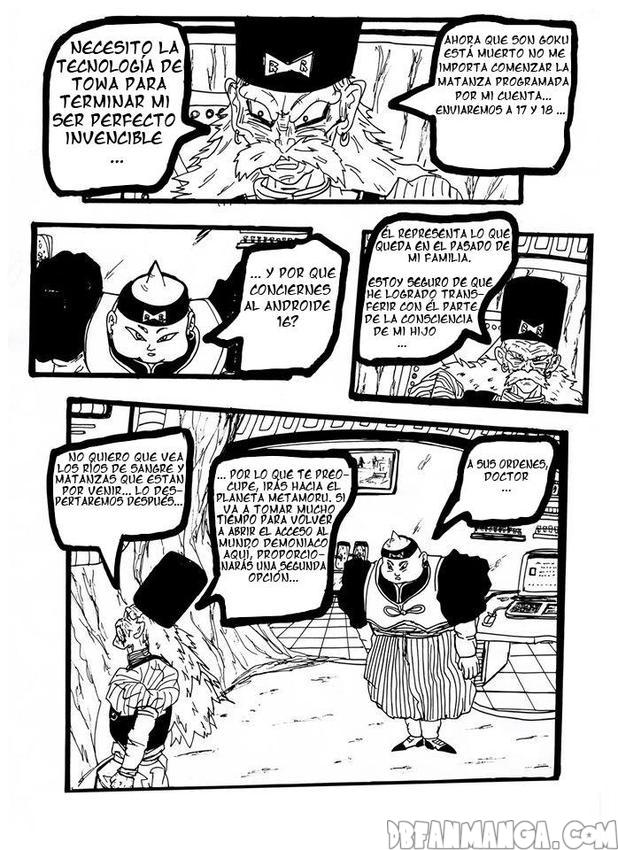 NECESITO LA
TECNOLOGÍA DE
TOWA PARA
TERMINAR MI
SER PERFECTO
INVENCIBLE
...
AHORA QUE SON GOKU
ESTÁ MUERTO NO ME
IMPORTA COMENZAR LA
MATANZA PROGRAMADA
POR MI CUENTA...
ENVIAREMOS A 17 Y 18 ...
... Y POR QUE
CONCIERNES
AL ANDROIDE
16?
ÉL REPRESENTA LO QUE
QUEDA EN EL PASADO DE
MI FAMILIA.
ESTOY SEGURO DE QUE
HE LOGRADO TRANS-
FERIR CON ÉL PARTE
DE LA CONSCIENCIA
DE MI HIJO
...
NO QUIERO QUE VEA
LOS RÍOS DE SANGRE Y
MATANZAS QUE ESTÁN
POR VENIR... LO DES-
PERTAREMOS DESPUÉS...
... POR LO QUE TE PREO-
CUPE, IRÁS HACIA EL
PLANETA METAMORU. SI
VA A TOMAR MUCHO
TIEMPO PARA VOLVER
A ABRIR EL ACCESO AL
MUNDO DEMONIACO
AQUÍ, PROPORCIO-
NARÁS UNA SEGUNDA
OPCIÓN...
A SUS ORDENES,
DOCTOR
...
DBFANMANGA.COM